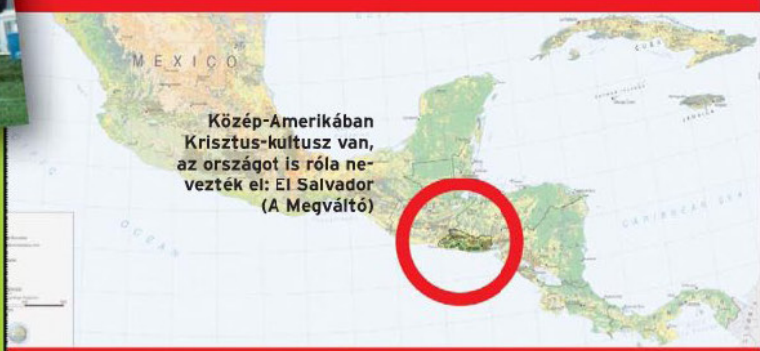 MEXICO
CUBA
JAMAICA
Közép-Amerikában
Krisztus-kultusz van,
az országot is róla ne-
vezték el: El Salvador
(A Megváltó)
OCEAN
CARIBBEAN SEA